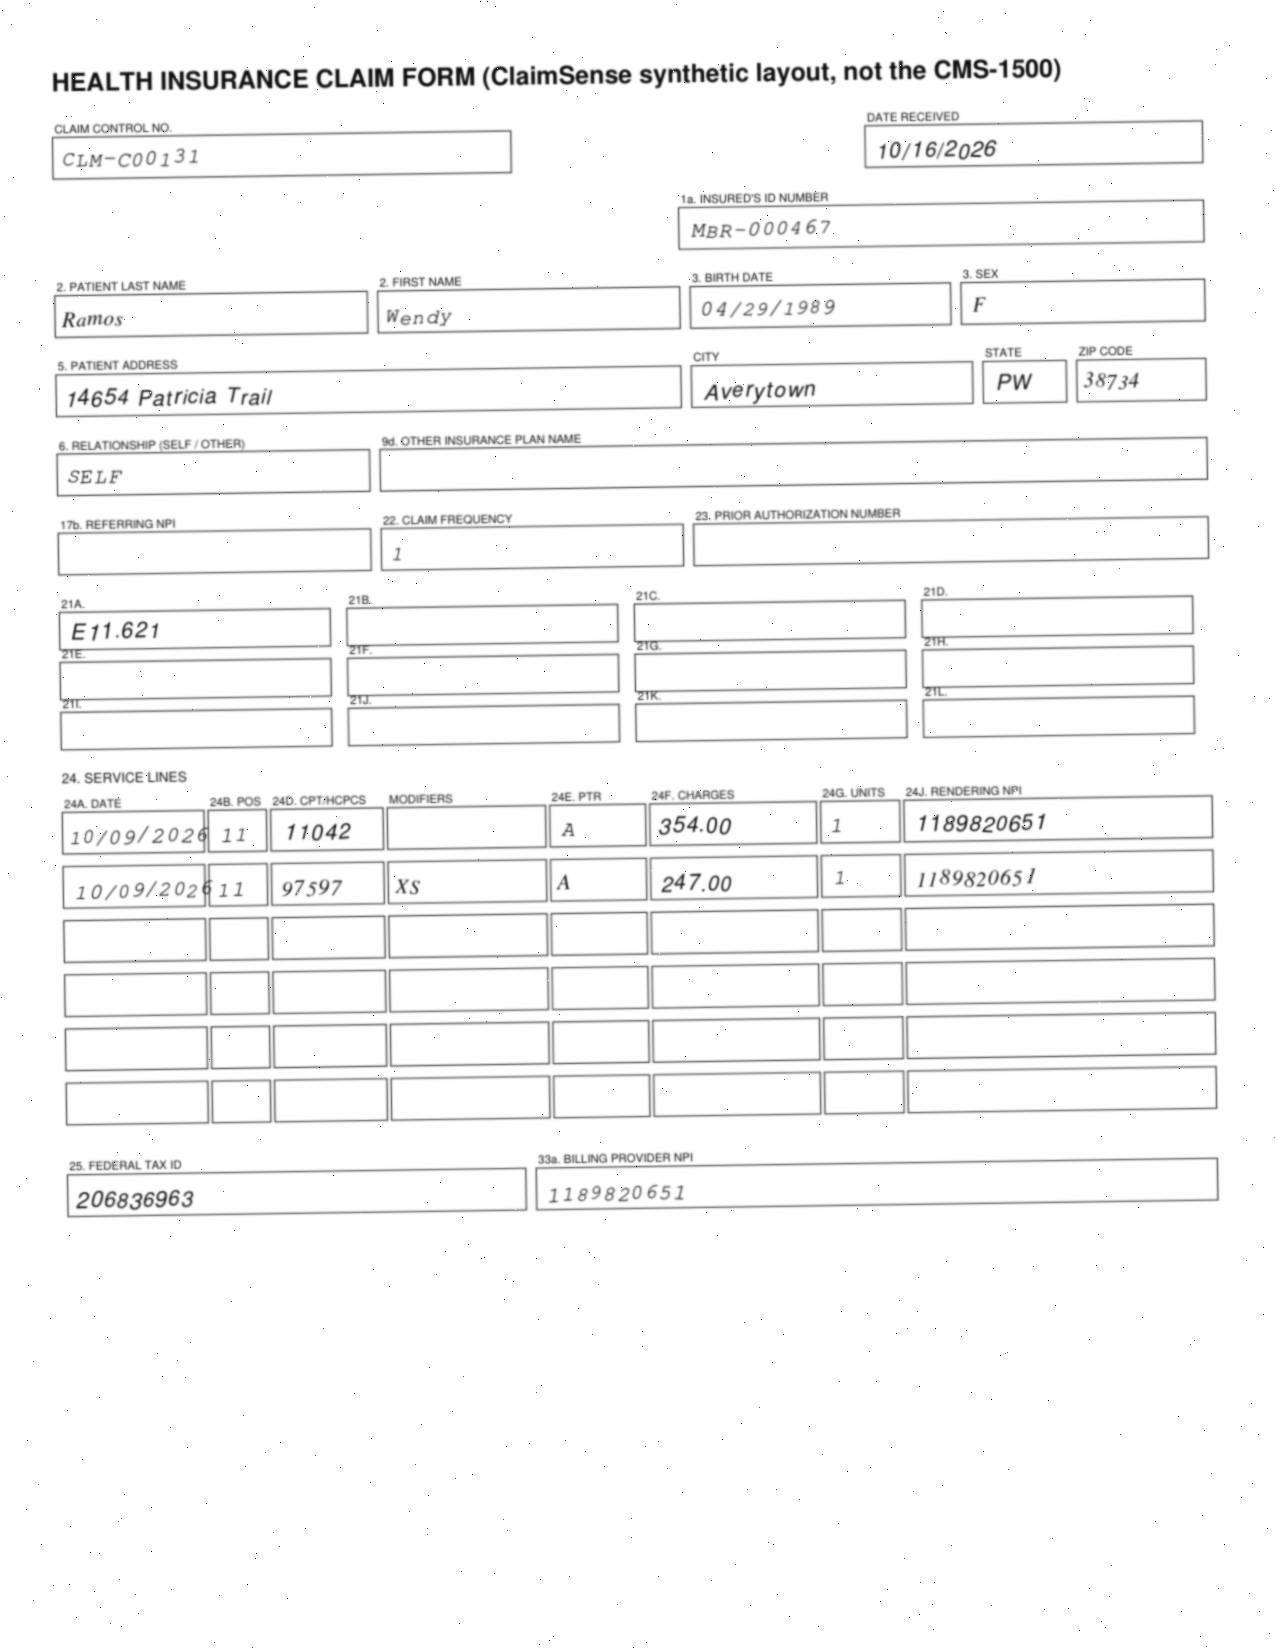 HEALTH INSURANCE CLAIM FORM (ClaimSense synthetic layout, not the CMS-1500)
CLAIM CONTROL NO. DATE RECEIVED
CLM-C00131 10/16/2026
1a. INSURED'S ID NUMBER
MBR-000467
2. PATIENT LAST NAME 2. FIRST NAME 3. BIRTH DATE 3. SEX
Ramos Wendy 04/29/1989 F
5. PATIENT ADDRESS CITY STATE ZIP CODE
14654 Patricia Trail Averytown PW 38734
6. RELATIONSHIP (SELF / OTHER) 9d. OTHER INSURANCE PLAN NAME
SELF
17b. REFERRING NPI 22. CLAIM FREQUENCY 23. PRIOR AUTHORIZATION NUMBER
1
21A. 21B. 21C. 21D.
E11.621
21E. 21F. 21G. 21H.
21I. 21J. 21K. 21L.
24. SERVICE LINES
24A. DATE 24B. POS 24D. CPT/HCPCS MODIFIERS 24E. PTR 24F. CHARGES 24G. UNITS 24J. RENDERING NPI
10/09/2026 11 11042 A 354.00 1 1189820651
10/09/2026 11 97597 XS A 247.00 1 1189820651
25. FEDERAL TAX ID 33a. BILLING PROVIDER NPI
206836963 1189820651